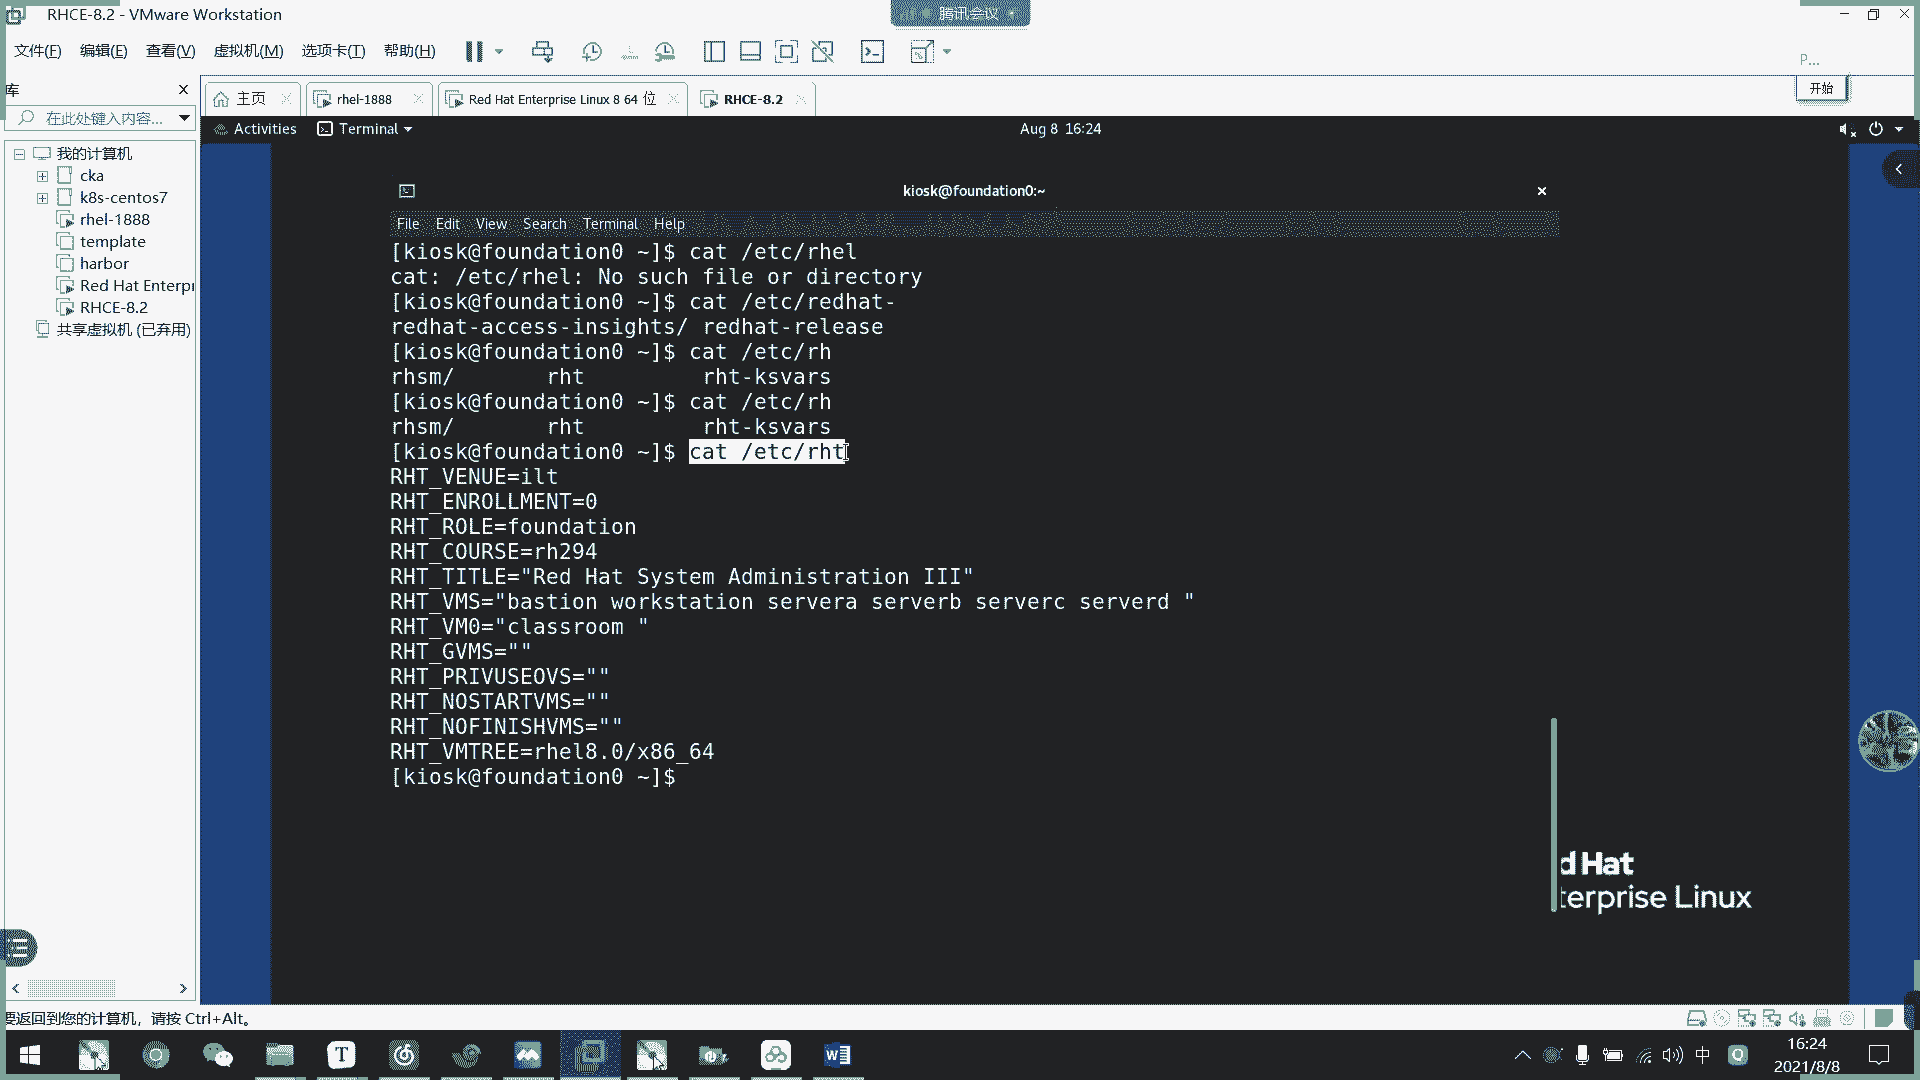 RHCE-8.2 - VMware Workstation
腾讯会议
文件(F) 编辑(E) 查看(V) 虚拟机(M) 选项卡(T) 帮助(H)
P...
库
主页
rhel-1888
Red Hat Enterprise Linux 8 64 位
RHCE-8.2
开始
在此处键入内容...
Activities
Terminal
Aug 8 16:24
我的计算机
cka
k8s-centos7
rhel-1888
template
harbor
Red Hat Enterpri
RHCE-8.2
共享虚拟机 (已弃用)
kiosk@foundation0:~
File Edit View Search Terminal Help
[kiosk@foundation0 ~]$ cat /etc/rhel
cat: /etc/rhel: No such file or directory
[kiosk@foundation0 ~]$ cat /etc/redhat-
redhat-access-insights/ redhat-release
[kiosk@foundation0 ~]$ cat /etc/rh
rhsm/ rht rht-ksvars
[kiosk@foundation0 ~]$ cat /etc/rh
rhsm/ rht rht-ksvars
[kiosk@foundation0 ~]$ cat /etc/rht
RHT_VENUE=ilt
RHT_ENROLLMENT=0
RHT_ROLE=foundation
RHT_COURSE=rh294
RHT_TITLE="Red Hat System Administration III"
RHT_VMS="bastion workstation servera serverb serverc serverd "
RHT_VM0="classroom "
RHT_GVMS=""
RHT_PRIVUSEOVS=""
RHT_NOSTARTVMS=""
RHT_NOFINISHVMS=""
RHT_VMTREE=rhel8.0/x86_64
[kiosk@foundation0 ~]$
d Hat
terprise Linux
要返回到您的计算机，请按 Ctrl+Alt。
中
16:24
2021/8/8